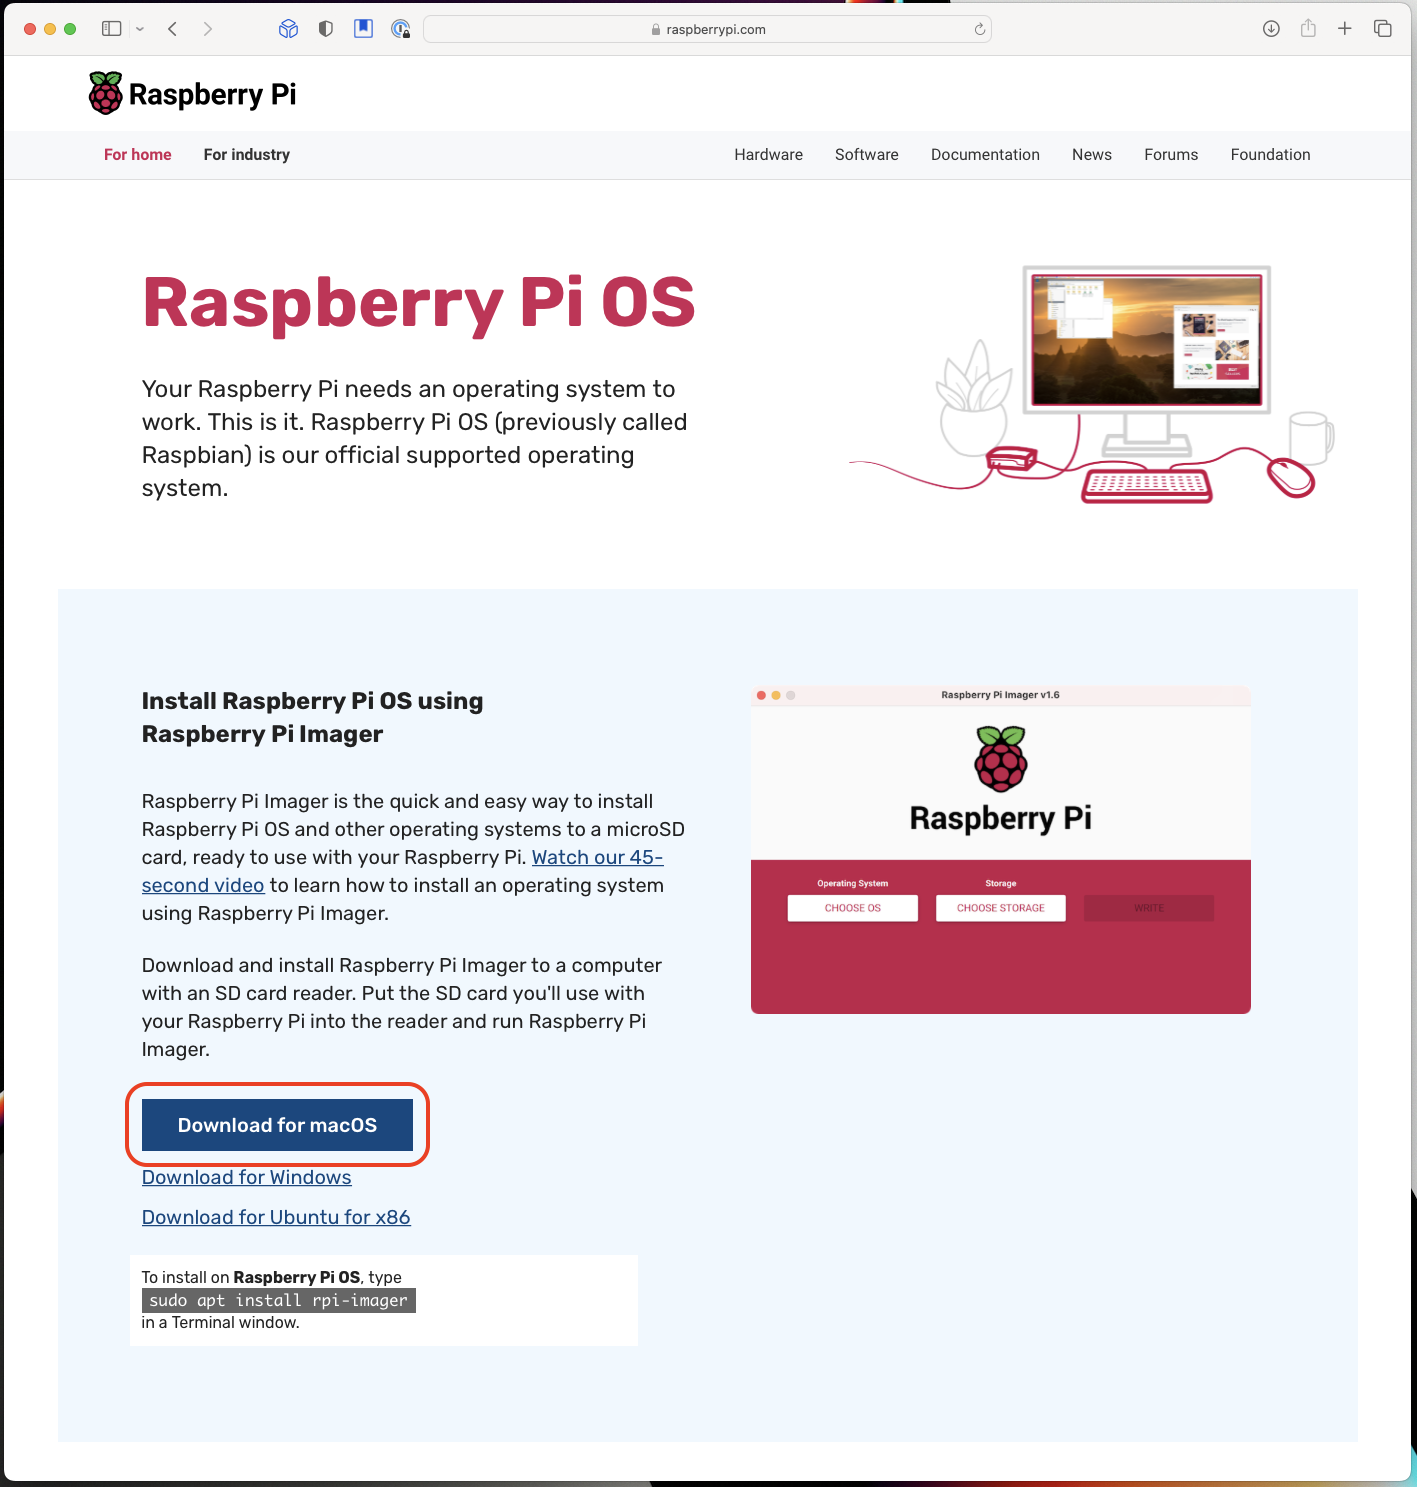 raspberrypi.com
Raspberry Pi
For home For industry Hardware Software Documentation News Forums Foundation
Raspberry Pi OS
Your Raspberry Pi needs an operating system to
work. This is it. Raspberry Pi OS (previously called
Raspbian) is our official supported operating
system.
Install Raspberry Pi OS using
Raspberry Pi Imager
Raspberry Pi Imager is the quick and easy way to install
Raspberry Pi OS and other operating systems to a microSD
card, ready to use with your Raspberry Pi. Watch our 45-
second video to learn how to install an operating system
using Raspberry Pi Imager.
Download and install Raspberry Pi Imager to a computer
with an SD card reader. Put the SD card you'll use with
your Raspberry Pi into the reader and run Raspberry Pi
Imager.
Download for macOS
Download for Windows
Download for Ubuntu for x86
To install on Raspberry Pi OS, type
sudo apt install rpi-imager
in a Terminal window.
Raspberry Pi Imager v1.6
Raspberry Pi
Operating System Storage
CHOOSE OS CHOOSE STORAGE WRITE